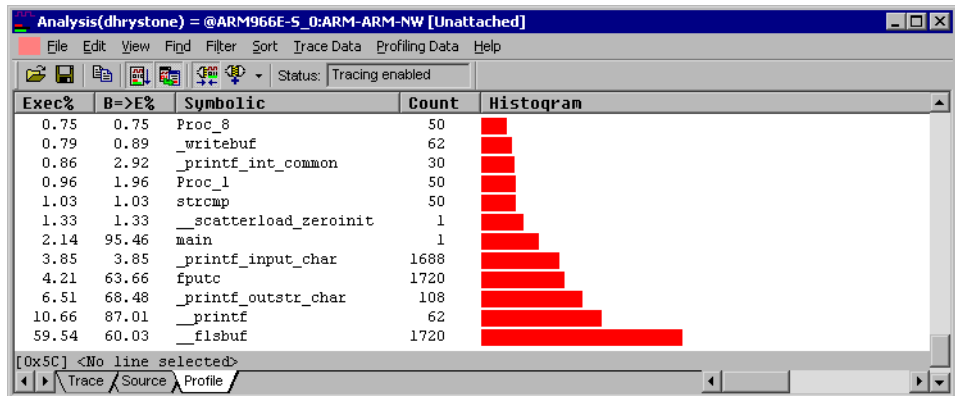 Analysis(dhrystone) = @ARM966E-S_0:ARM-ARM-NW [Unattached]
File Edit View Find Filter Sort Trace Data Profiling Data Help
Status: Tracing enabled
Exec% B=>E% Symbolic Count Histogram
0.75 0.75 Proc_8 50
0.79 0.89 _writebuf 62
0.86 2.92 _printf_int_common 30
0.96 1.96 Proc_1 50
1.03 1.03 strcmp 50
1.33 1.33 __scatterload_zeroinit 1
2.14 95.46 main 1
3.85 3.85 _printf_input_char 1688
4.21 63.66 fputc 1720
6.51 68.48 _printf_outstr_char 108
10.66 87.01 __printf 62
59.54 60.03 __flsbuf 1720
[0x5C] <No line selected>
Trace Source Profile